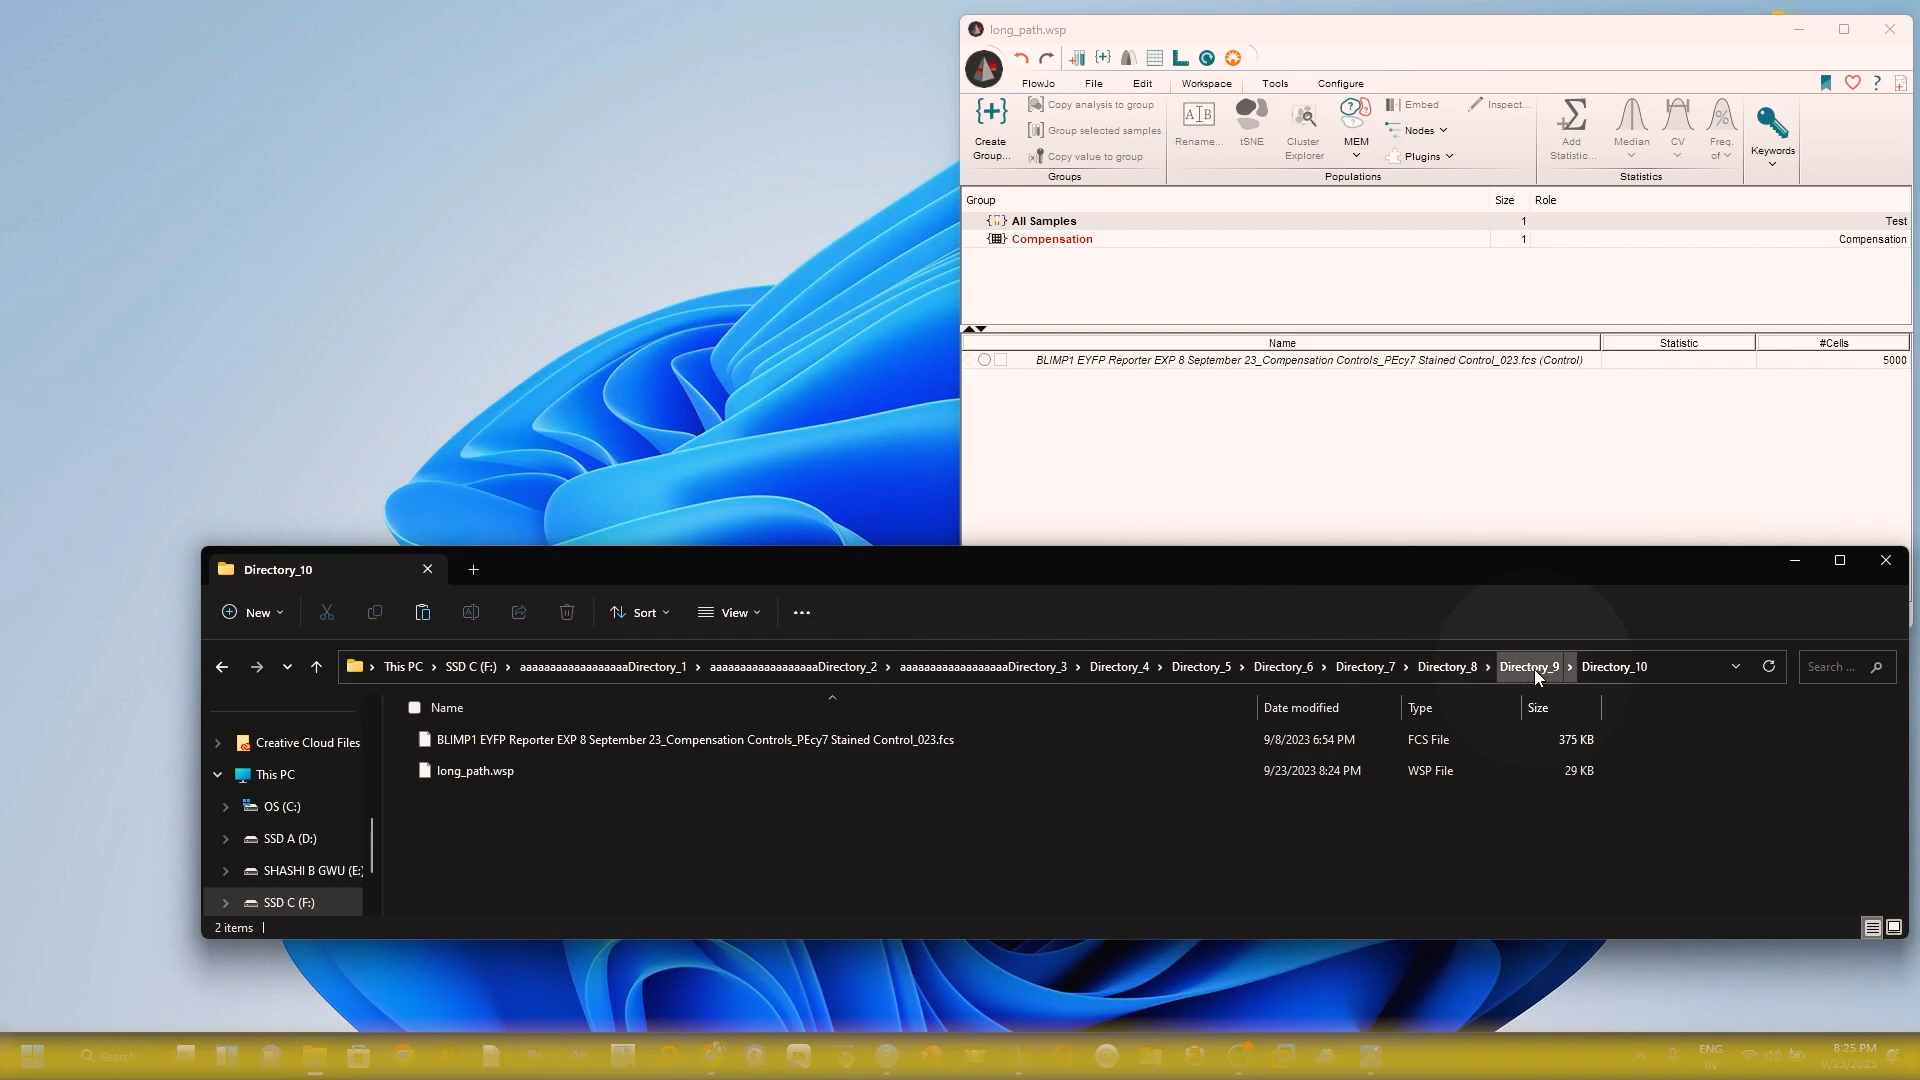 long_path.wsp
FlowJo File Edit Workspace Tools Configure
Create Group...
Copy analysis to group
Group selected samples
Copy value to group
Groups
Rename...
tSNE
Cluster Explorer
MEM
Embed
Nodes
Plugins
Inspect...
Populations
Add Statistic...
Median
CV
Freq. of
Statistics
Keywords
Group Size Role
All Samples 1 Test
Compensation 1 Compensation
Name Statistic #Cells
BLIMP1 EYFP Reporter EXP 8 September 23_Compensation Controls_PEcy7 Stained Control_023.fcs (Control) 5000
Directory_10
New Sort View
This PC SSD C (F:) aaaaaaaaaaaaaaaaaaDirectory_1 aaaaaaaaaaaaaaaaaaDirectory_2 aaaaaaaaaaaaaaaaaaDirectory_3 Directory_4 Directory_5 Directory_6 Directory_7 Directory_8 Directory_9 Directory_10 Search ...
Name Date modified Type Size
BLIMP1 EYFP Reporter EXP 8 September 23_Compensation Controls_PEcy7 Stained Control_023.fcs 9/8/2023 6:54 PM FCS File 375 KB
long_path.wsp 9/23/2023 8:24 PM WSP File 29 KB
Creative Cloud Files
This PC
OS (C:)
SSD A (D:)
SHASHI B GWU (E:)
SSD C (F:)
2 items
Search
ENG
IN
8:25 PM
9/23/2023